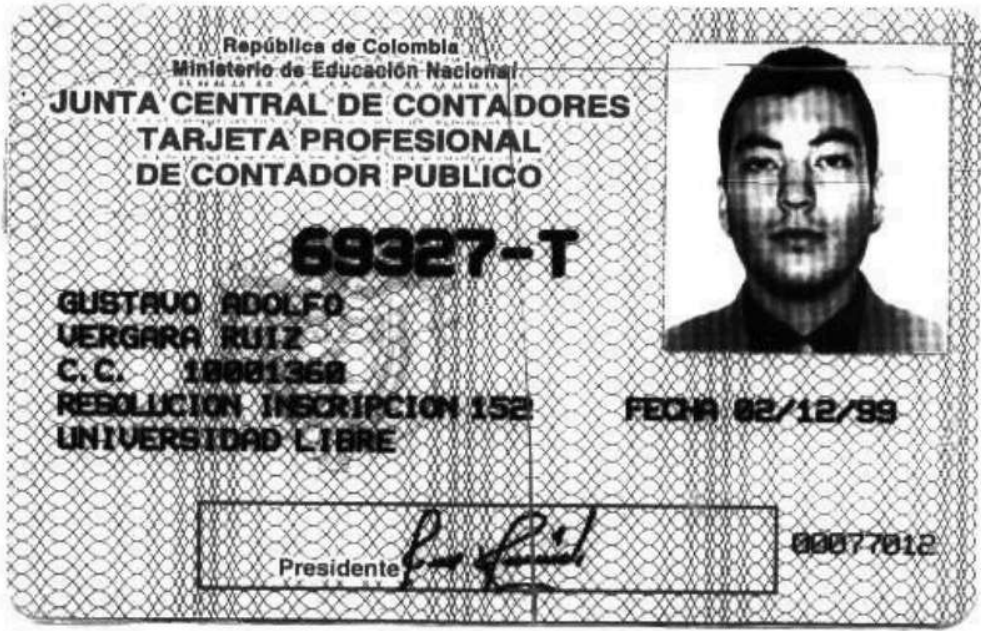 República de Colombia
Ministerio de Educación Nacional
JUNTA CENTRAL DE CONTADORES
TARJETA PROFESIONAL
DE CONTADOR PUBLICO
69327-T
GUSTAVO ADOLFO
VERGARA RUIZ
C.C. 10001360
RESOLUCION INSCRIPCION 152 FECHA 02/12/99
UNIVERSIDAD LIBRE
Presidente
00077012